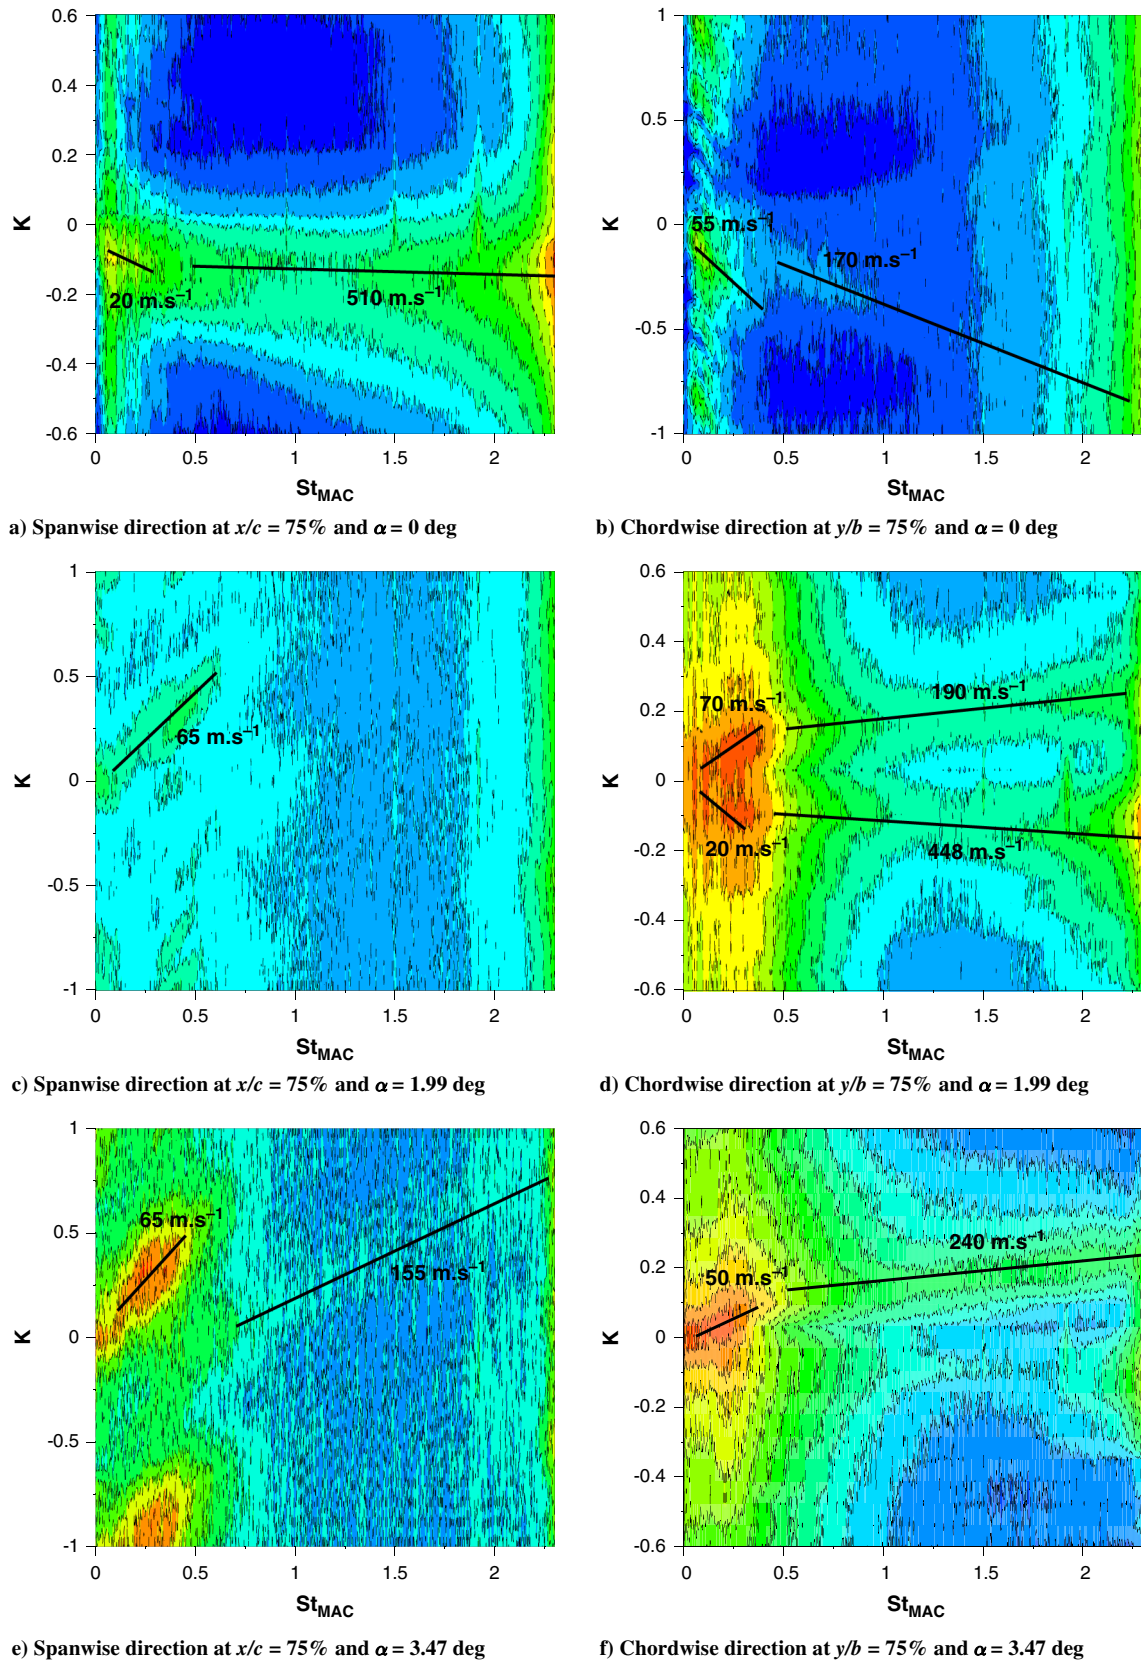 0.6
0.4
0.2
0
-0.2
-0.4
-0.6
K
20 m.s⁻¹
510 m.s⁻¹
0 0.5 1 1.5 2
St_MAC
a) Spanwise direction at x/c = 75% and α = 0 deg
1
0.5
0
-0.5
-1
K
55 m.s⁻¹
170 m.s⁻¹
0 0.5 1 1.5 2
St_MAC
b) Chordwise direction at y/b = 75% and α = 0 deg
1
0.5
0
-0.5
-1
K
65 m.s⁻¹
0 0.5 1 1.5 2
St_MAC
c) Spanwise direction at x/c = 75% and α = 1.99 deg
0.6
0.4
0.2
0
-0.2
-0.4
-0.6
K
70 m.s⁻¹
190 m.s⁻¹
20 m.s⁻¹
448 m.s⁻¹
0 0.5 1 1.5 2
St_MAC
d) Chordwise direction at y/b = 75% and α = 1.99 deg
1
0.5
0
-0.5
-1
K
65 m.s⁻¹
155 m.s⁻¹
0 0.5 1 1.5 2
St_MAC
e) Spanwise direction at x/c = 75% and α = 3.47 deg
0.6
0.4
0.2
0
-0.2
-0.4
-0.6
K
240 m.s⁻¹
50 m.s⁻¹
0 0.5 1 1.5 2
St_MAC
f) Chordwise direction at y/b = 75% and α = 3.47 deg